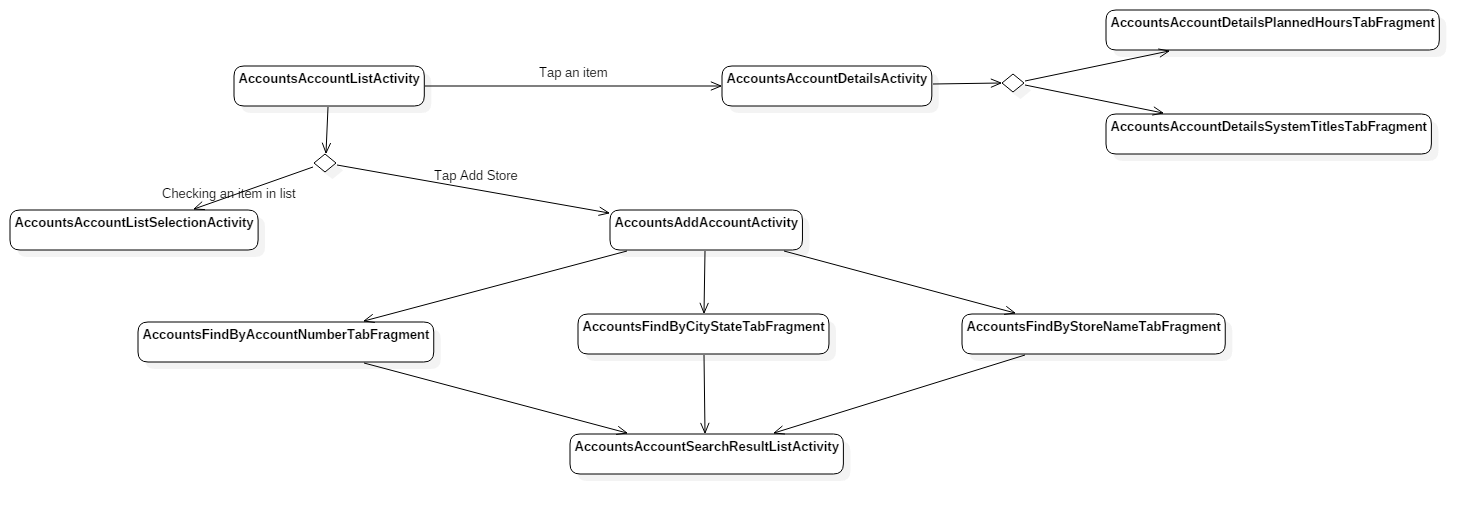 AccountsAccountDetailsPlannedHoursTabFragment
AccountsAccountListActivity
Tap an item
AccountsAccountDetailsActivity
AccountsAccountDetailsSystemTitlesTabFragment
Tap Add Store
Checking an item in list
AccountsAccountListSelectionActivity
AccountsAddAccountActivity
AccountsFindByAccountNumberTabFragment
AccountsFindByCityStateTabFragment
AccountsFindByStoreNameTabFragment
AccountsAccountSearchResultListActivity